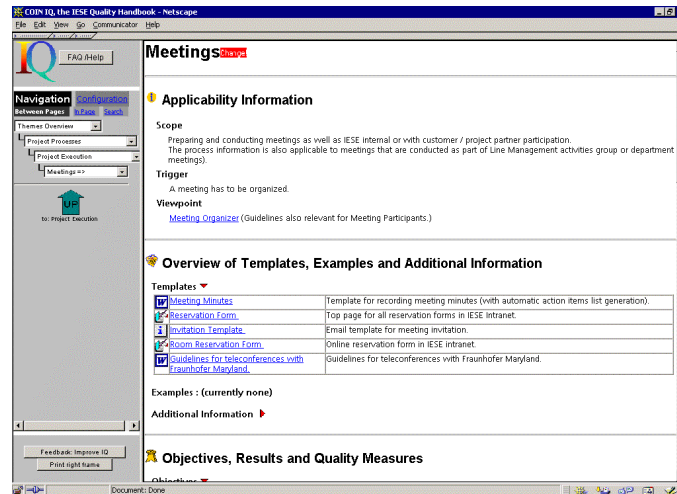 COIN IQ, the IESE Quality Handbook - Netscape
File Edit View Go Communicator Help
IQ
FAQ /Help
Navigation Configuration
Between Pages In Page Search
Themes Overview
Project Processes
Project Execution
Meetings =>
UP
to: Project Execution
Feedback: Improve IQ
Print right frame
Meetings Change
Applicability Information
Scope
Preparing and conducting meetings as well as IESE internal or with customer / project partner participation.
The process information is also applicable to meetings that are conducted as part of Line Management activities group or department
meetings).
Trigger
A meeting has to be organized.
Viewpoint
Meeting Organizer (Guidelines also relevant for Meeting Participants.)
Overview of Templates, Examples and Additional Information
Templates
Meeting Minutes Template for recording meeting minutes (with automatic action items list generation).
Reservation Form Top page for all reservation forms in IESE Intranet.
Invitation Template Email template for meeting invitation.
Room Reservation Form Online reservation form in IESE intranet.
Guidelines for teleconferences with Guidelines for teleconferences with Fraunhofer Maryland.
Fraunhofer Maryland.
Examples : (currently none)
Additional Information
Objectives, Results and Quality Measures
Objectives
Document: Done